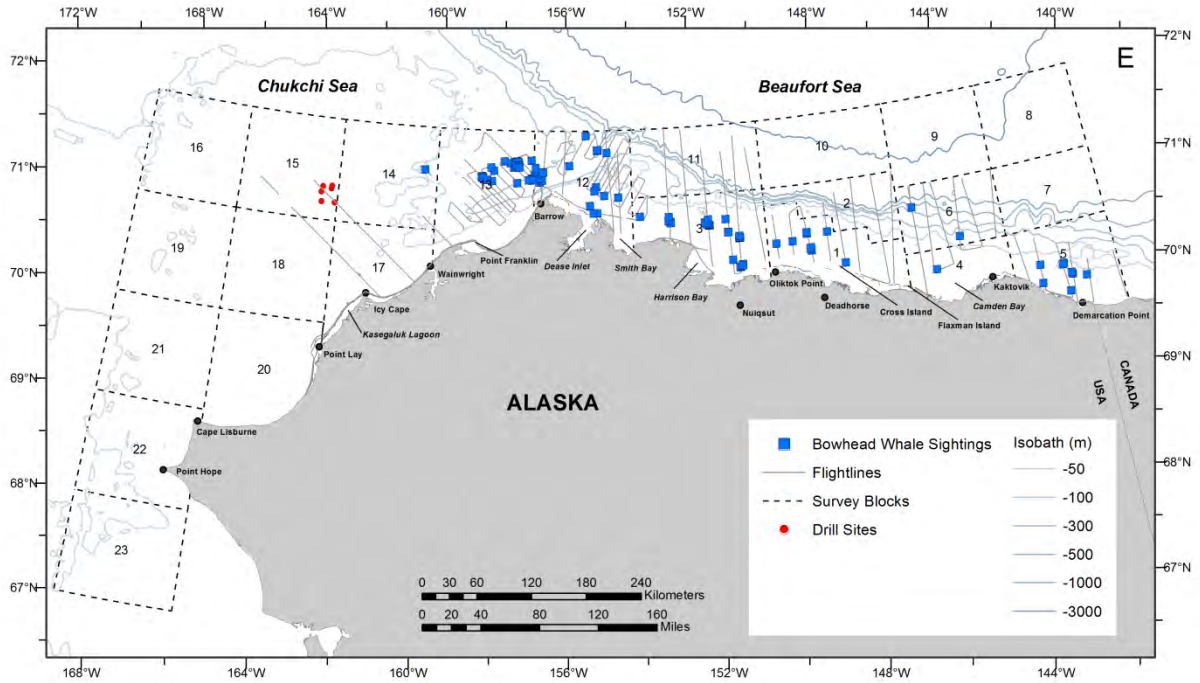 172°W 168°W 164°W 160°W 156°W 152°W 148°W 144°W 140°W
72°N 72°N
E
Chukchi Sea Beaufort Sea
8
9
10
71°N 71°N
16
15
14
13
12
11
7
2
6
3
1
5
4
Barrow
70°N 70°N
19
18
17
Point Franklin
Wainwright
Dease Inlet
Smith Bay
Harrison Bay
Oliktok Point
Nuiqsut
Deadhorse
Cross Island
Flaxman Island
Camden Bay
Kaktovik
Demarcation Point
Icy Cape
Kasegaluk Lagoon
Point Lay
69°N 69°N
21
20
ALASKA
USA
CANADA
Cape Lisburne
22
Point Hope
68°N 68°N
23
67°N 67°N
Bowhead Whale Sightings
Flightlines
Survey Blocks
Drill Sites
Isobath (m)
-50
-100
-300
-500
-1000
-3000
0 30 60 120 180 240
Kilometers
0 20 40 80 120 160
Miles
168°W 164°W 160°W 156°W 152°W 148°W 144°W